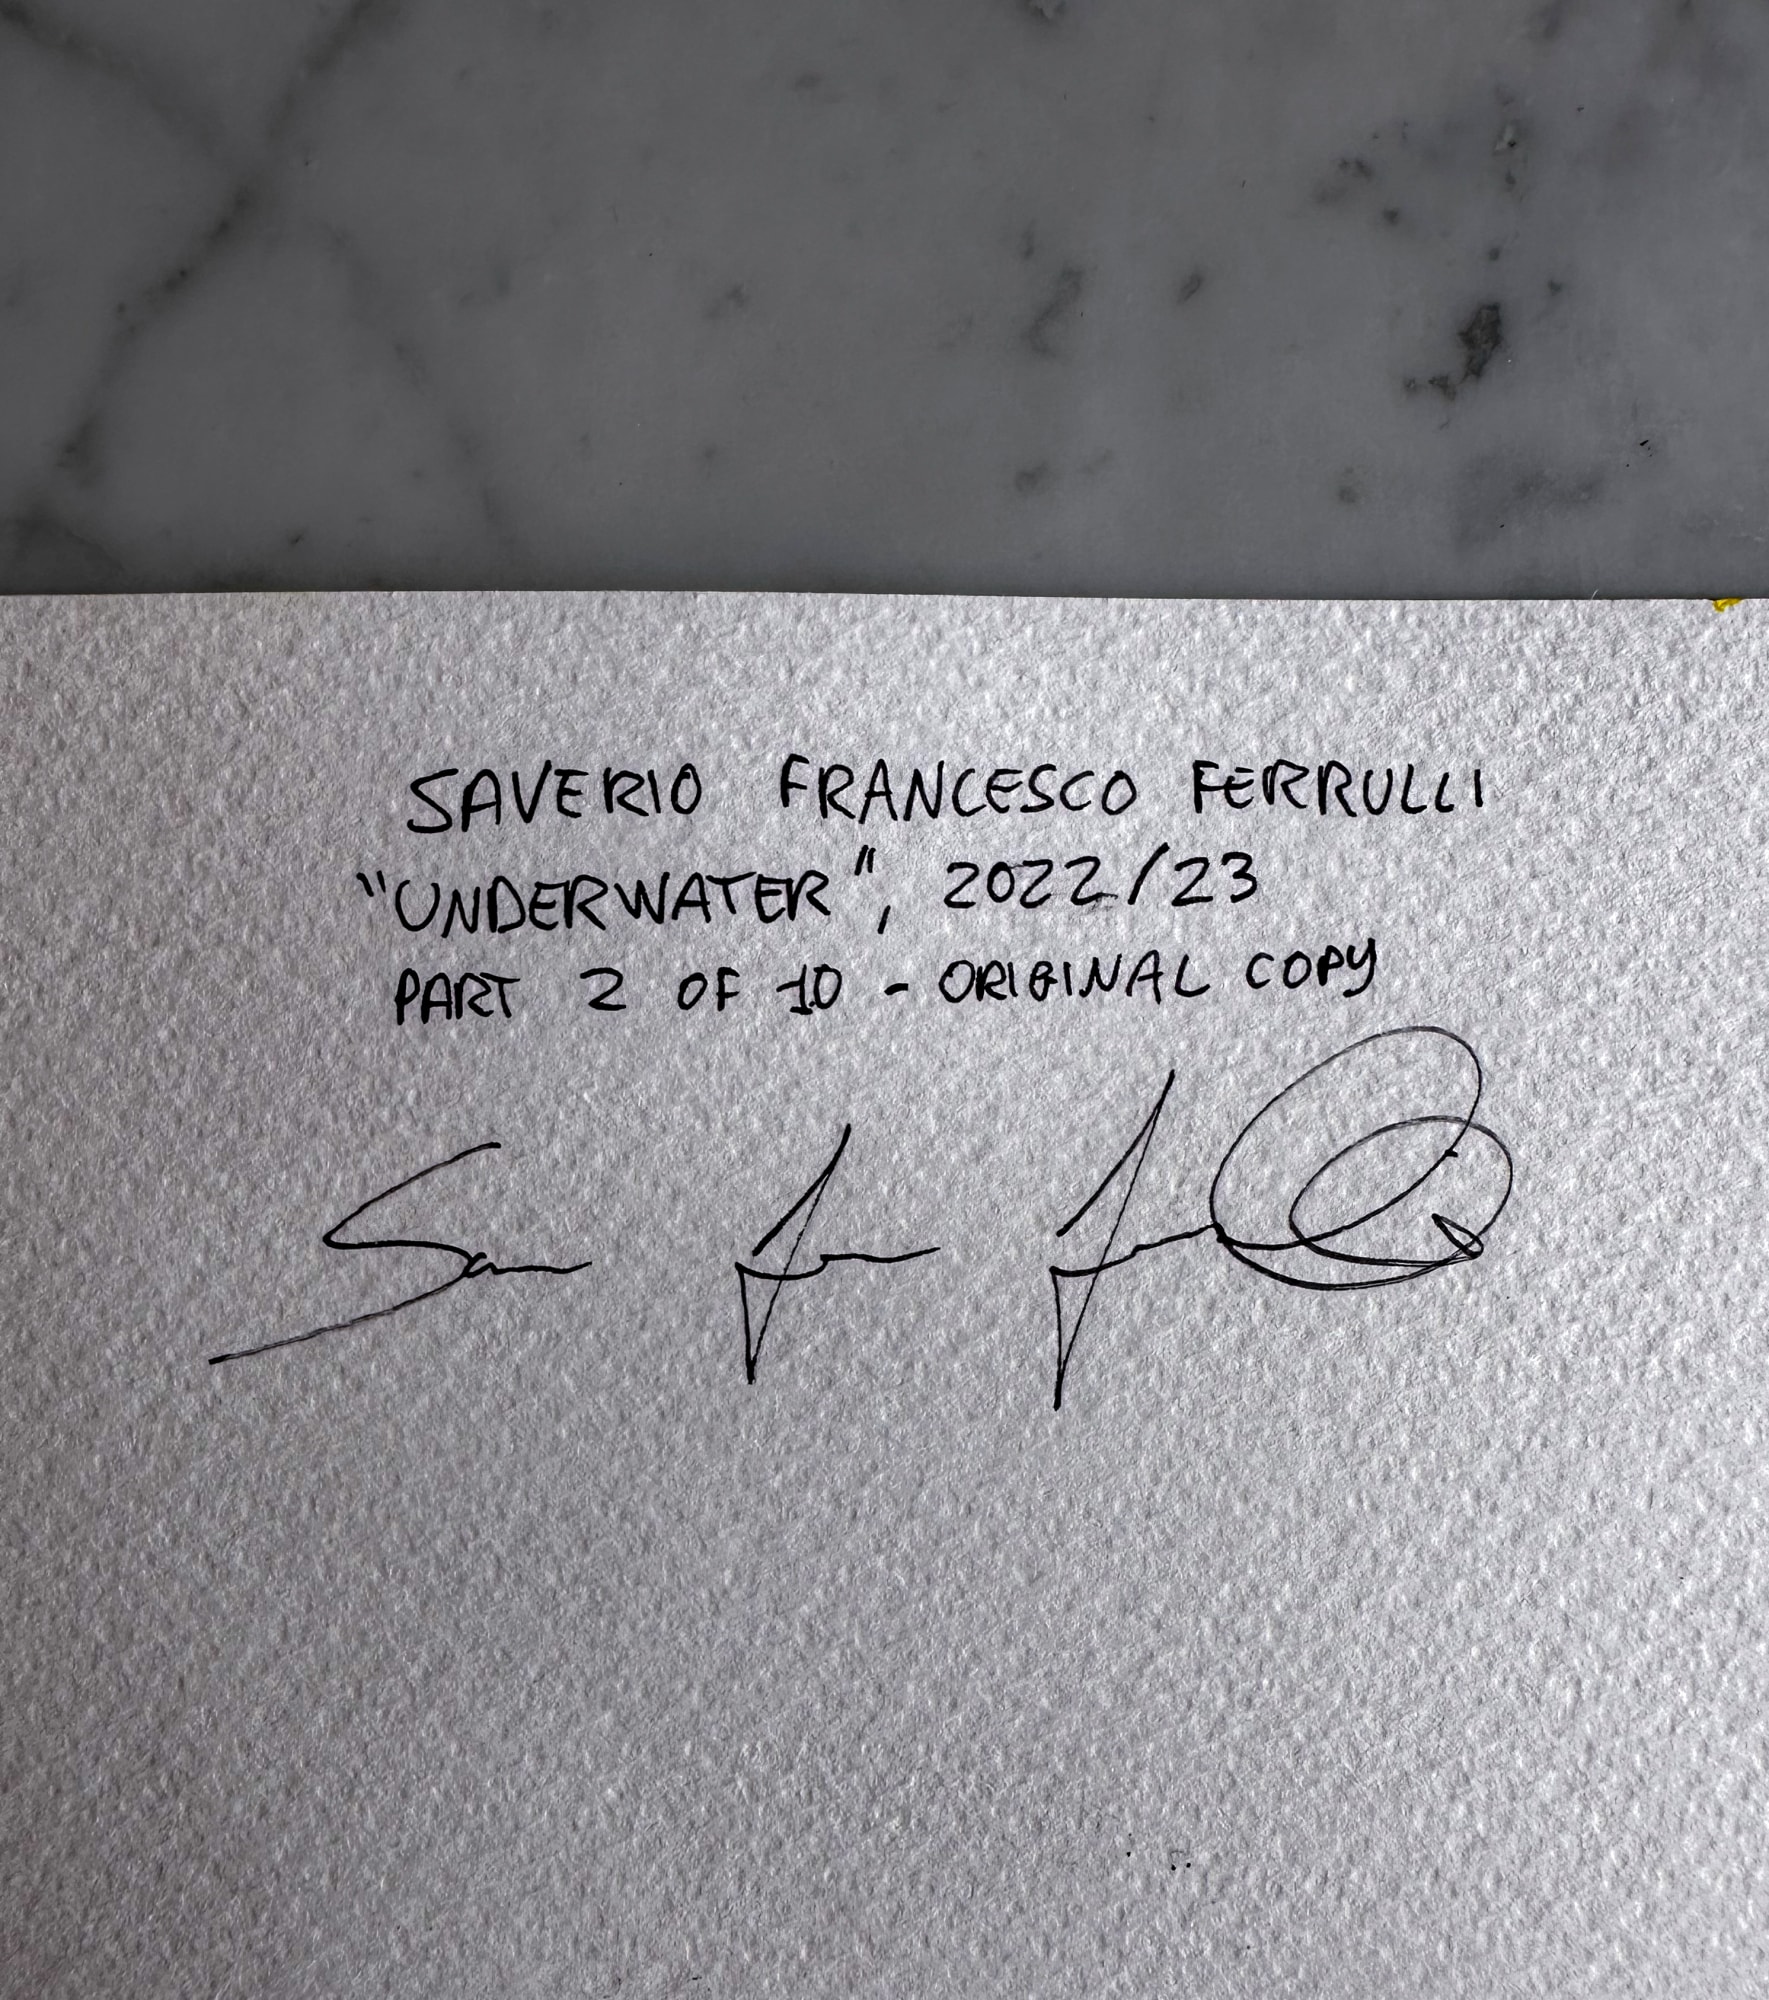 SAVERIO FRANCESCO FERRULLI
"UNDERWATER", 2022/23
PART 2 OF 10 - ORIGINAL COPY